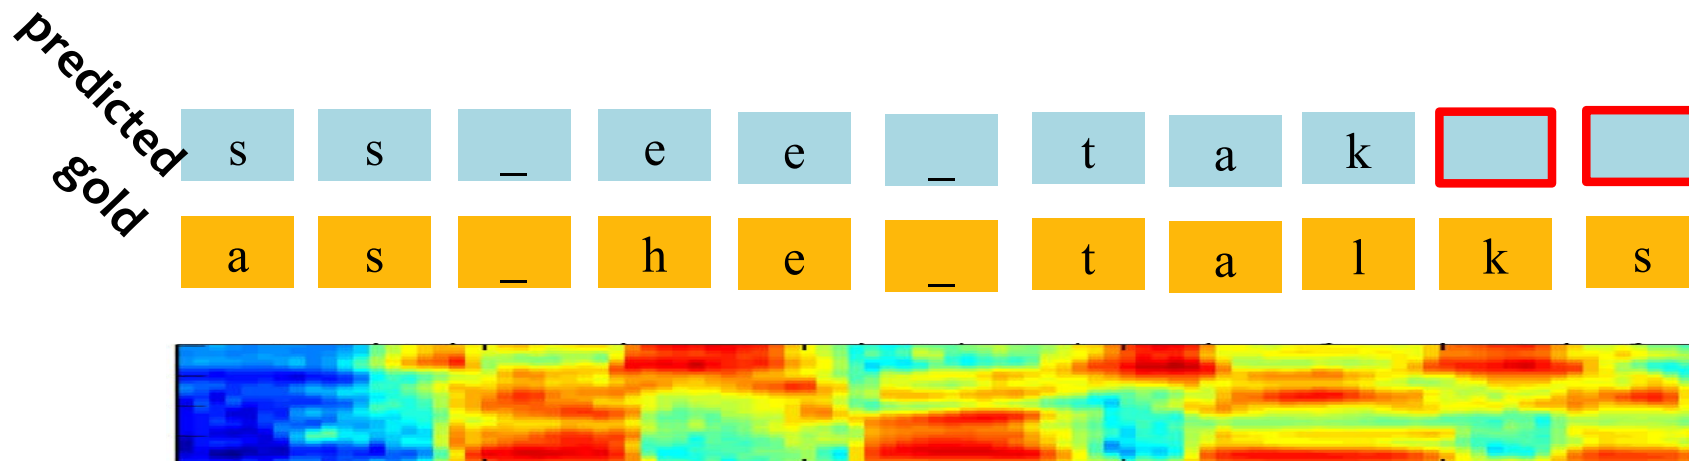 predicted s s _ e e _ t a k
gold a s _ h e _ t a l k s